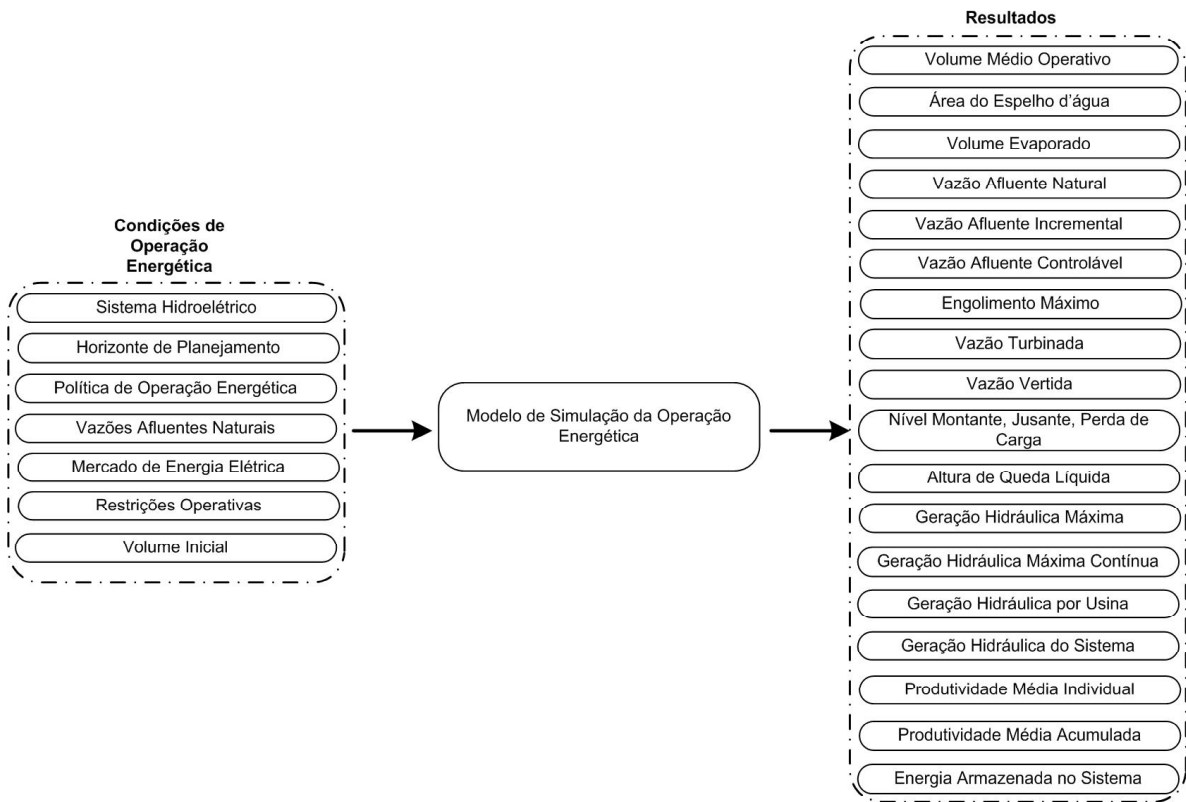 Condições de
Operação
Energética
Sistema Hidroelétrico
Horizonte de Planejamento
Política de Operação Energética
Vazões Afluentes Naturais
Mercado de Energia Elétrica
Restrições Operativas
Volume Inicial
Modelo de Simulação da Operação
Energética
Resultados
Volume Médio Operativo
Área do Espelho d'água
Volume Evaporado
Vazão Afluente Natural
Vazão Afluente Incremental
Vazão Afluente Controlável
Engolimento Máximo
Vazão Turbinada
Vazão Vertida
Nível Montante, Jusante, Perda de
Carga
Altura de Queda Líquida
Geração Hidráulica Máxima
Geração Hidráulica Máxima Contínua
Geração Hidráulica por Usina
Geração Hidráulica do Sistema
Produtividade Média Individual
Produtividade Média Acumulada
Energia Armazenada no Sistema